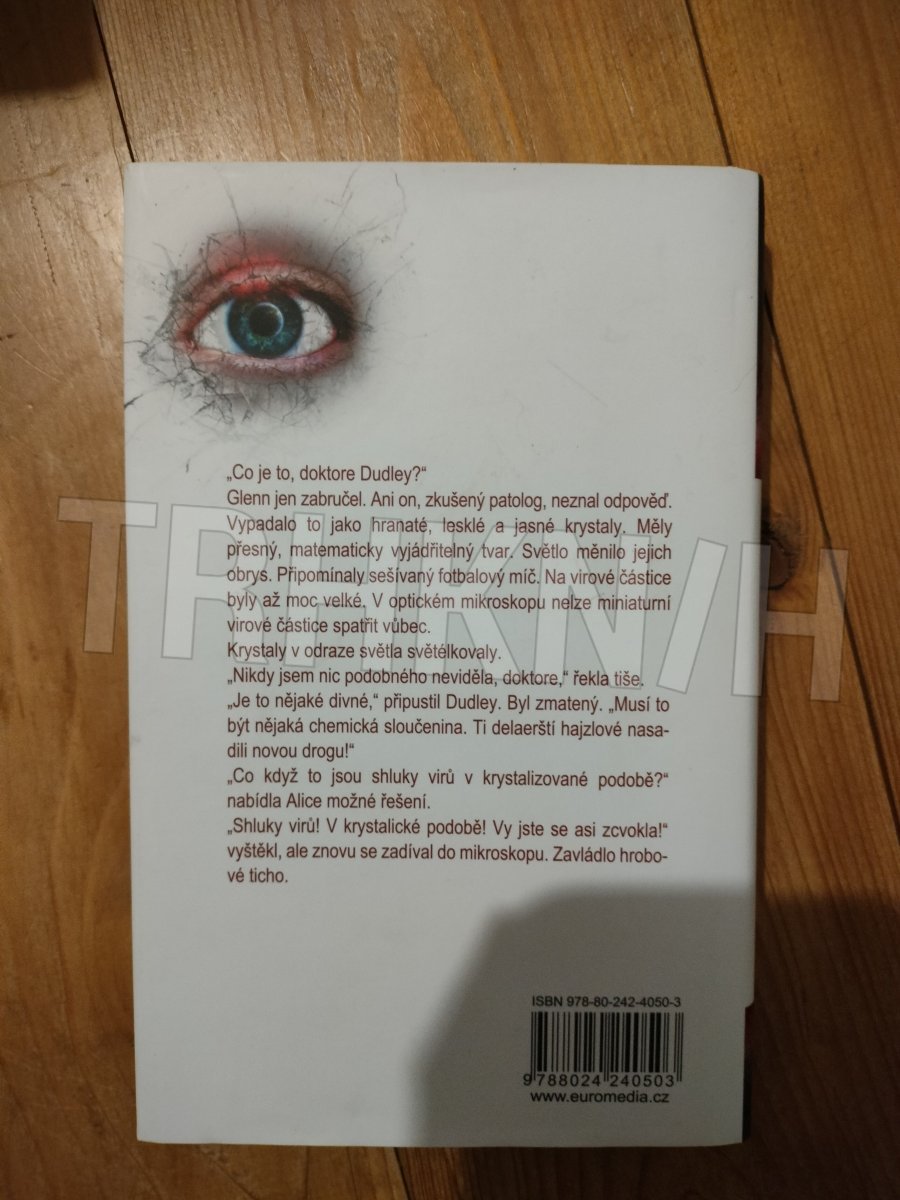 „Co je to, doktore Dudley?“
Glenn jen zabručel. Ani on, zkušený patolog, neznal odpověď.
Vypadalo to jako hranaté, lesklé a jasné krystaly. Měly
přesný, matematicky vyjádřitelný tvar. Světlo měnilo jejich
obrys. Připomínaly sešívaný fotbalový míč. Na virové částice
byly až moc velké. V optickém mikroskopu nelze miniaturní
virové částice spatřit vůbec.
Krystaly v odraze světla světélkovaly.
„Nikdy jsem nic podobného neviděla, doktore,“ řekla tiše.
„Je to nějaké divné,“ připustil Dudley. Byl zmatený. „Musí to
být nějaká chemická sloučenina. Ti delaerští hajzlové nasa-
dili novou drogu!“
„Co když to jsou shluky virů v krystalizované podobě?“
nabídla Alice možné řešení.
„Shluky virů! V krystalické podobě! Vy jste se asi zcvokla!“
vyštěkl, ale znovu se zadíval do mikroskopu. Zavládlo hrobo-
vé ticho.
TRHKNIH
ISBN 978-80-242-4050-3
9788024 240503
www.euromedia.cz